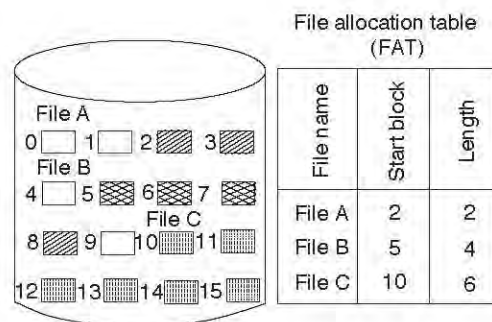 File allocation table
(FAT)
File A
0 1 2 3
File B
4 5 6 7
File C
8 9 10 11
12 13 14 15
File name Start block Length
File A 2 2
File B 5 4
File C 10 6